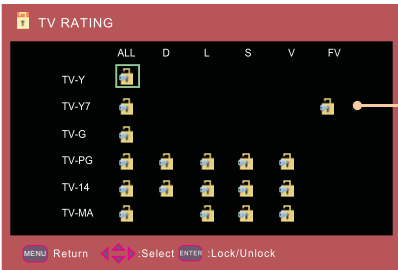 TV RATING
ALL D L S V FV
TV-Y
TV-Y7
TV-G
TV-PG
TV-14
TV-MA
MENU Return :Select ENTER :Lock/Unlock